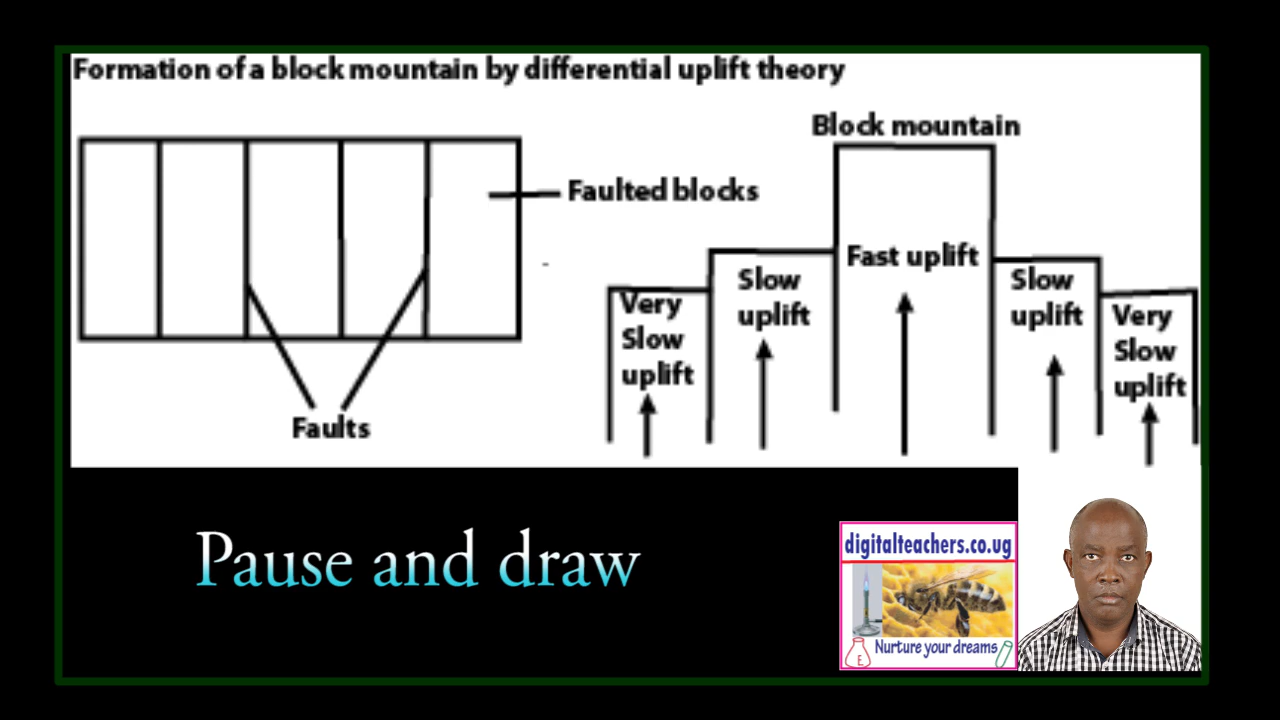 Formation of a block mountain by differential uplift theory
Block mountain
Faulted blocks
Fast uplift
Slow
uplift
Slow
uplift
Very
Slow
uplift
Very
Slow
uplift
Faults
Pause and draw
digitalteachers.co.ug
Nurture your dreams
E